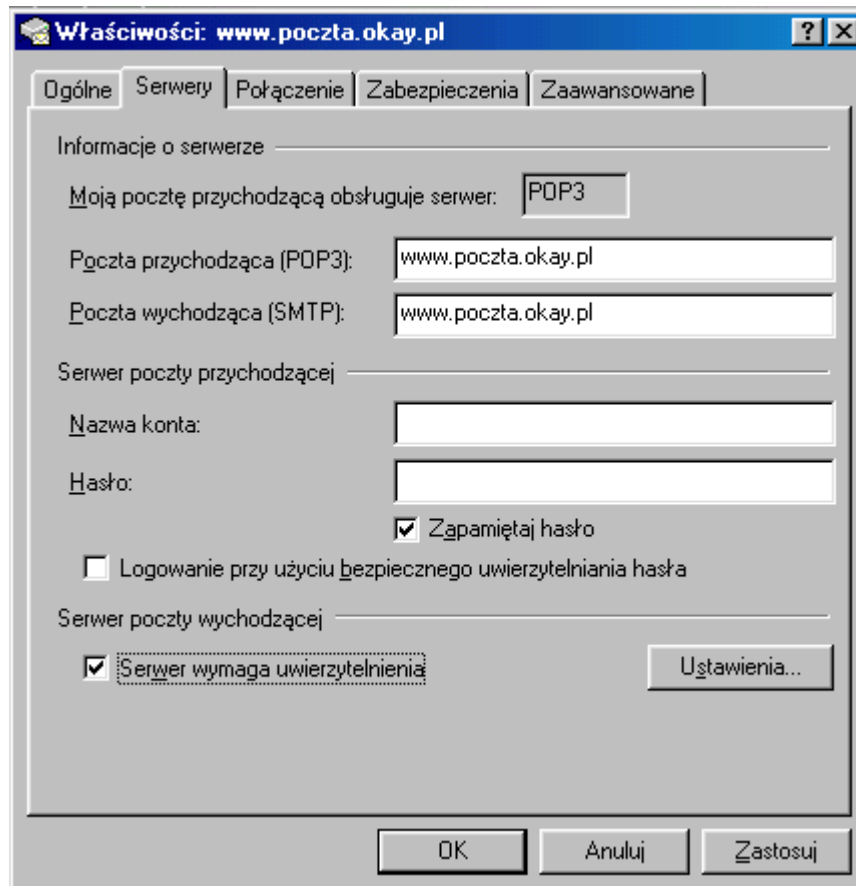 Właściwości: www.poczta.okay.pl
Ogólne Serwery Połączenie Zabezpieczenia Zaawansowane
Informacje o serwerze
Moją pocztę przychodzącą obsługuje serwer: POP3
Poczta przychodząca (POP3): www.poczta.okay.pl
Poczta wychodząca (SMTP): www.poczta.okay.pl
Serwer poczty przychodzącej
Nazwa konta:
Hasło:
Zapamiętaj hasło
Logowanie przy użyciu bezpiecznego uwierzytelniania hasła
Serwer poczty wychodzącej
Serwer wymaga uwierzytelnienia Ustawienia...
OK Anuluj Zastosuj